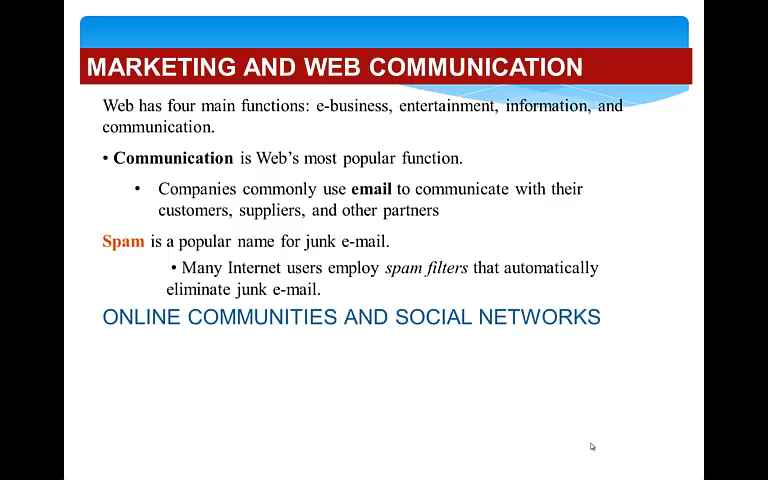 MARKETING AND WEB COMMUNICATION
Web has four main functions: e-business, entertainment, information, and
communication.
• Communication is Web's most popular function.
• Companies commonly use email to communicate with their
customers, suppliers, and other partners
Spam is a popular name for junk e-mail.
• Many Internet users employ spam filters that automatically
eliminate junk e-mail.
ONLINE COMMUNITIES AND SOCIAL NETWORKS